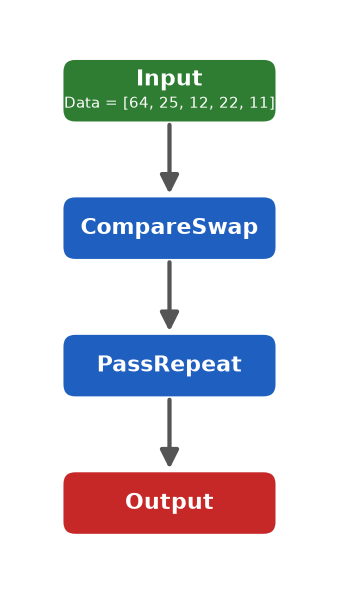 Input
Data = [64, 25, 12, 22, 11]
CompareSwap
PassRepeat
Output